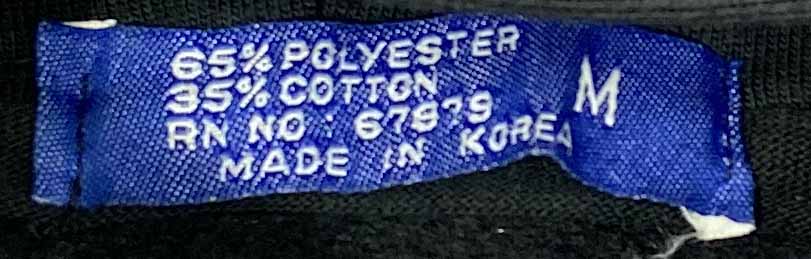 65% POLYESTER
35% COTTON
RN NO : 67979
MADE IN KOREA
M